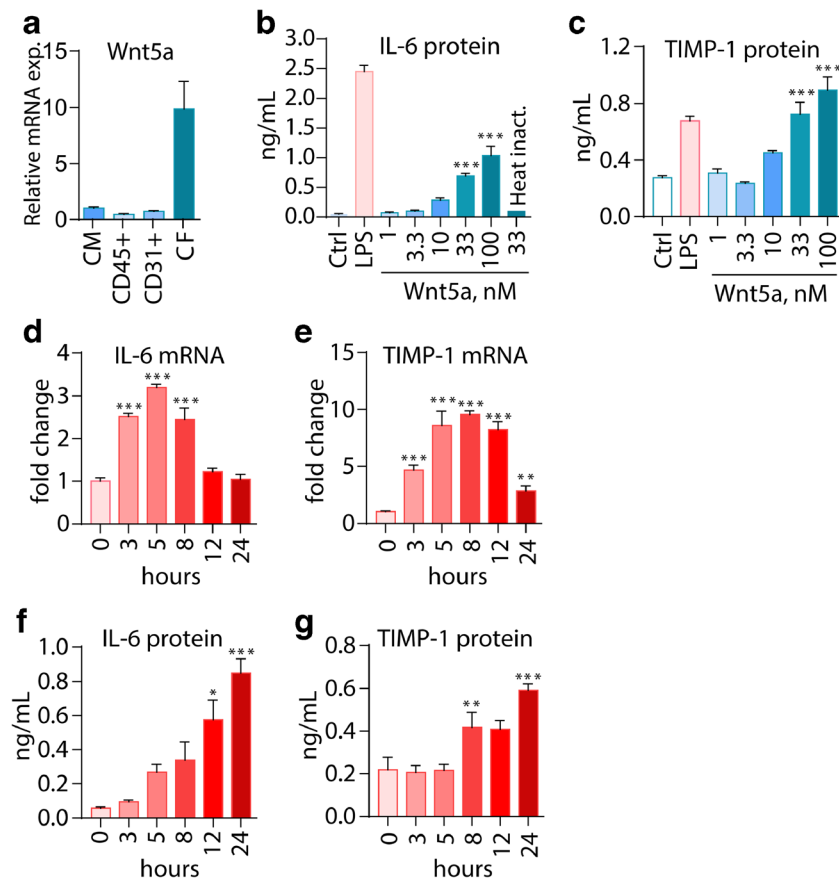 a
Wnt5a
Relative mRNA exp.
15
10
5
0
CM
CD45+
CD31+
CF
b
IL-6 protein
ng/mL
3.0
2.5
2.0
1.5
1.0
0.5
0.0
***
***
Heat inact.
Ctrl
LPS
1
3.3
10
33
100
33
Wnt5a, nM
c
TIMP-1 protein
ng/mL
1.2
0.8
0.4
0.0
***
***
Ctrl
LPS
1
3.3
10
33
100
Wnt5a, nM
d
IL-6 mRNA
fold change
4
3
2
1
0
***
***
***
0
3
5
8
12
24
hours
e
TIMP-1 mRNA
fold change
15
10
5
0
***
***
***
***
**
0
3
5
8
12
24
hours
f
IL-6 protein
ng/mL
1.0
0.8
0.6
0.4
0.2
0.0
*
***
0
3
5
8
12
24
hours
g
TIMP-1 protein
ng/mL
0.8
0.6
0.4
0.2
0.0
**
***
0
3
5
8
12
24
hours